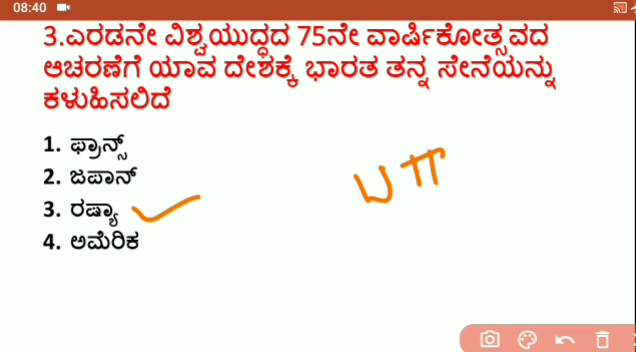 08:40
3.ಎರಡನೇ ವಿಶ್ವಯುದ್ಧದ 75ನೇ ವಾರ್ಷಿಕೋತ್ಸವದ
ಆಚರಣೆಗೆ ಯಾವ ದೇಶಕ್ಕೆ ಭಾರತ ತನ್ನ ಸೇನೆಯನ್ನು
ಕಳುಹಿಸಲಿದೆ
1. ಫ್ರಾನ್ಸ್
2. ಜಪಾನ್
3. ರಷ್ಯಾ
4. ಅಮೆರಿಕ